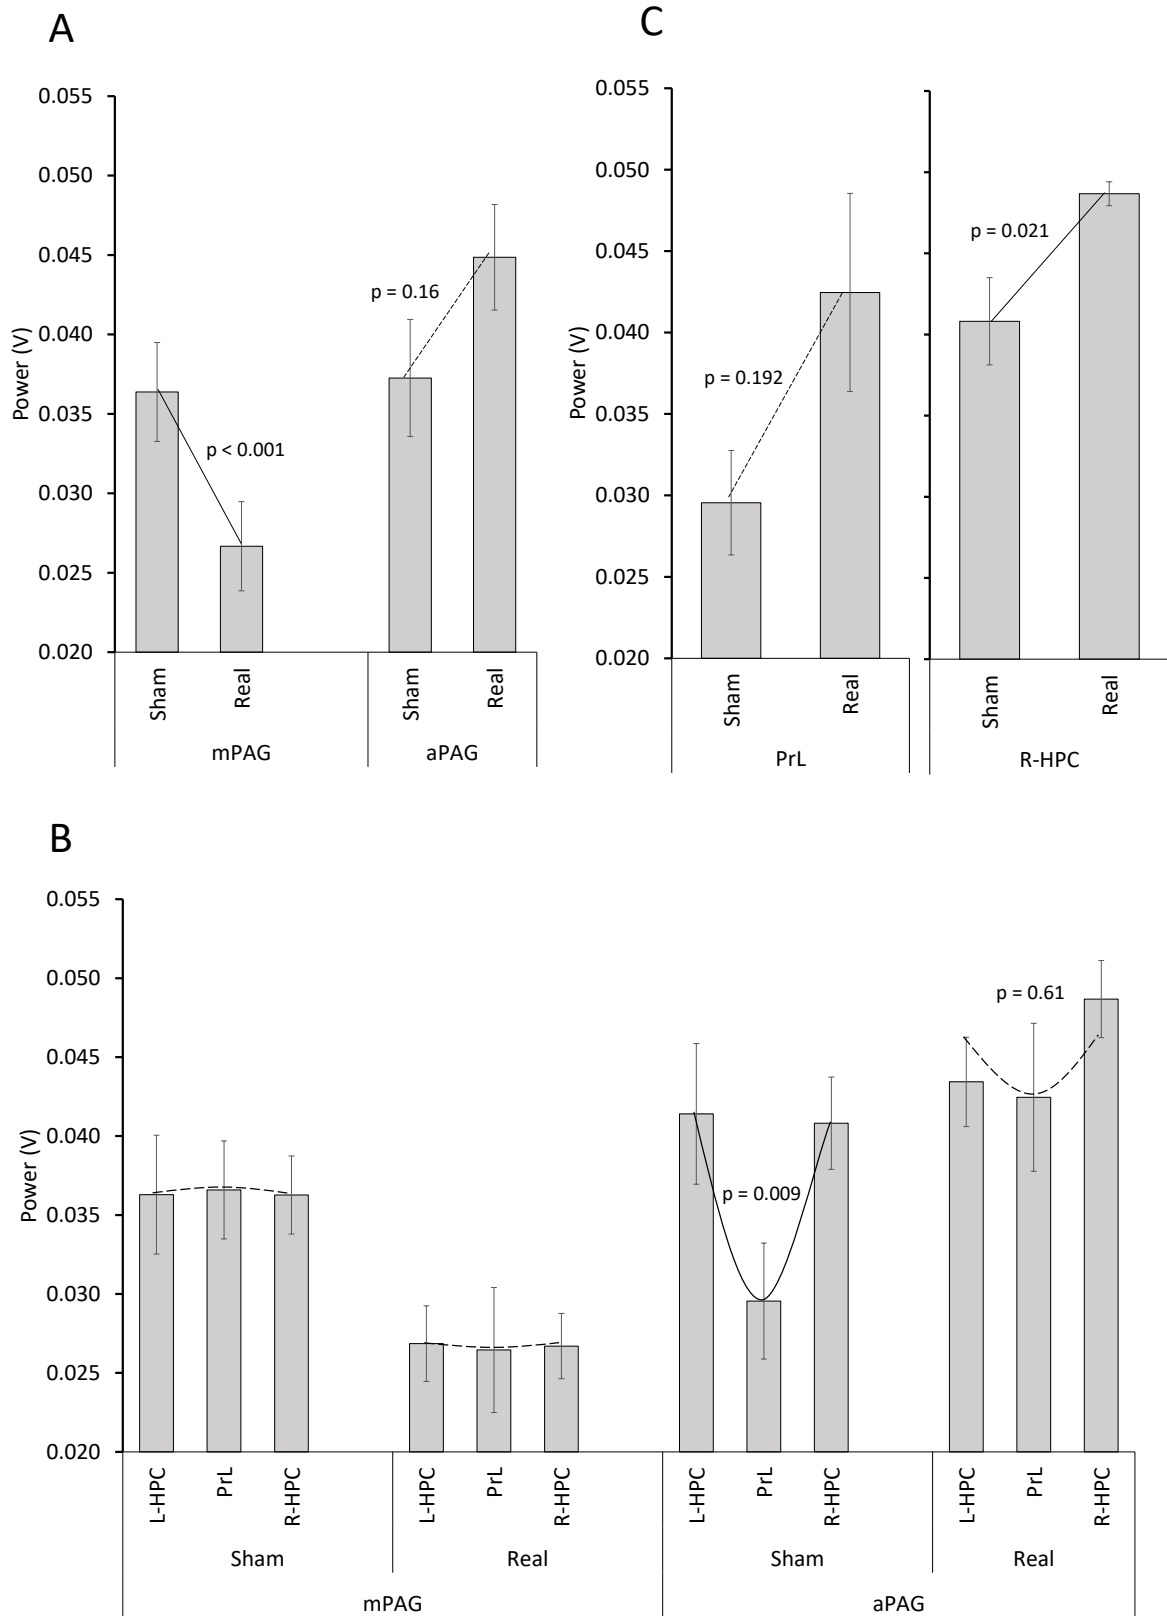 A
0.055
0.050
0.045
0.040
0.035
0.030
0.025
0.020
Power (V)
p < 0.001
p = 0.16
Sham
Real
Sham
Real
mPAG
aPAG
C
0.055
0.050
0.045
0.040
0.035
0.030
0.025
0.020
Power (V)
p = 0.192
p = 0.021
Sham
Real
Sham
Real
PrL
R-HPC
B
0.055
0.050
0.045
0.040
0.035
0.030
0.025
0.020
Power (V)
p = 0.009
p = 0.61
L-HPC
PrL
R-HPC
L-HPC
PrL
R-HPC
L-HPC
PrL
R-HPC
L-HPC
PrL
R-HPC
Sham
Real
Sham
Real
mPAG
aPAG